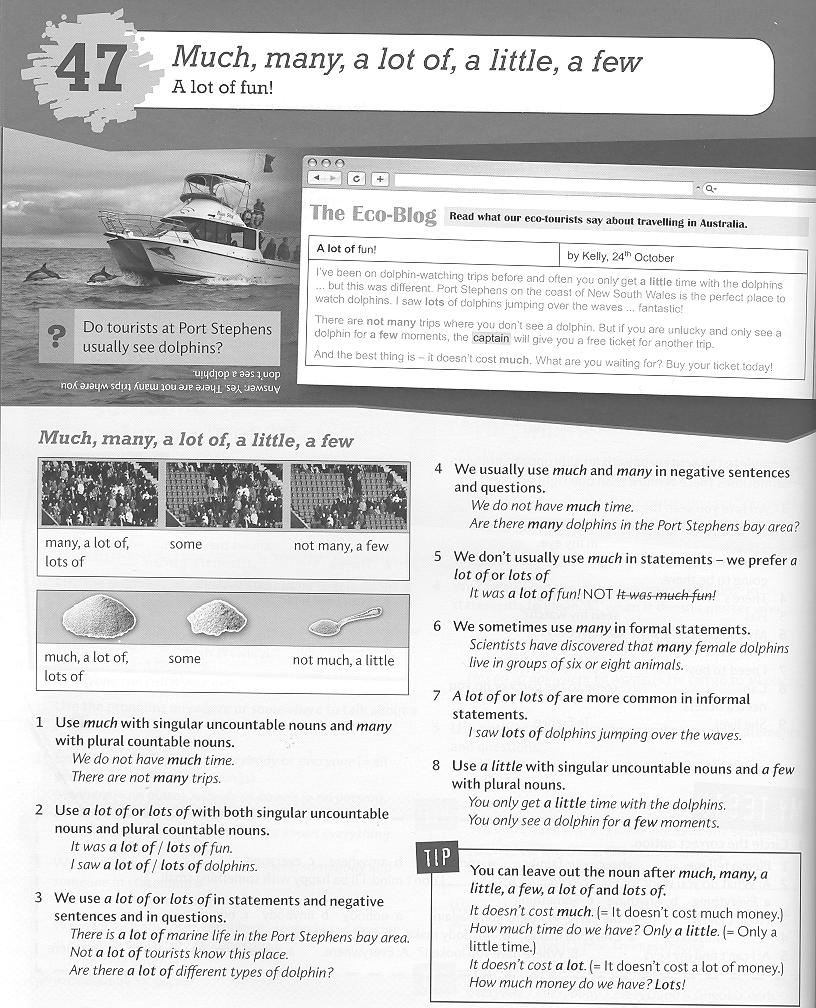 47
Much, many, a lot of, a little, a few
A lot of fun!
The Eco-Blog
Read what our eco-tourists say about travelling in Australia.
A lot of fun!
by Kelly, 24th October
I've been on dolphin-watching trips before and often you only get a little time with the dolphins
... but this was different. Port Stephens on the coast of New South Wales is the perfect place to
watch dolphins. I saw lots of dolphins jumping over the waves ... fantastic!
There are not many trips where you don't see a dolphin. But if you are unlucky and only see a
dolphin for a few moments, the captain will give you a free ticket for another trip.
And the best thing is – it doesn't cost much. What are you waiting for? Buy your ticket today!
?
Do tourists at Port Stephens
usually see dolphins?
Answer: Yes. There are not many trips where you
don't see a dolphin.
Much, many, a lot of, a little, a few
many, a lot of,
lots of
some
not many, a few
much, a lot of,
lots of
some
not much, a little
1 Use much with singular uncountable nouns and many
with plural countable nouns.
We do not have much time.
There are not many trips.
2 Use a lot of or lots of with both singular uncountable
nouns and plural countable nouns.
It was a lot of / lots of fun.
I saw a lot of / lots of dolphins.
3 We use a lot of or lots of in statements and negative
sentences and in questions.
There is a lot of marine life in the Port Stephens bay area.
Not a lot of tourists know this place.
Are there a lot of different types of dolphin?
4 We usually use much and many in negative sentences
and questions.
We do not have much time.
Are there many dolphins in the Port Stephens bay area?
5 We don't usually use much in statements – we prefer a
lot of or lots of
It was a lot of fun! NOT It was much fun!
6 We sometimes use many in formal statements.
Scientists have discovered that many female dolphins
live in groups of six or eight animals.
7 A lot of or lots of are more common in informal
statements.
I saw lots of dolphins jumping over the waves.
8 Use a little with singular uncountable nouns and a few
with plural nouns.
You only get a little time with the dolphins.
You only see a dolphin for a few moments.
TIP
You can leave out the noun after much, many, a
little, a few, a lot of and lots of.
It doesn't cost much. (= It doesn't cost much money.)
How much time do we have? Only a little. (= Only a
little time.)
It doesn't cost a lot. (= It doesn't cost a lot of money.)
How much money do we have? Lots!